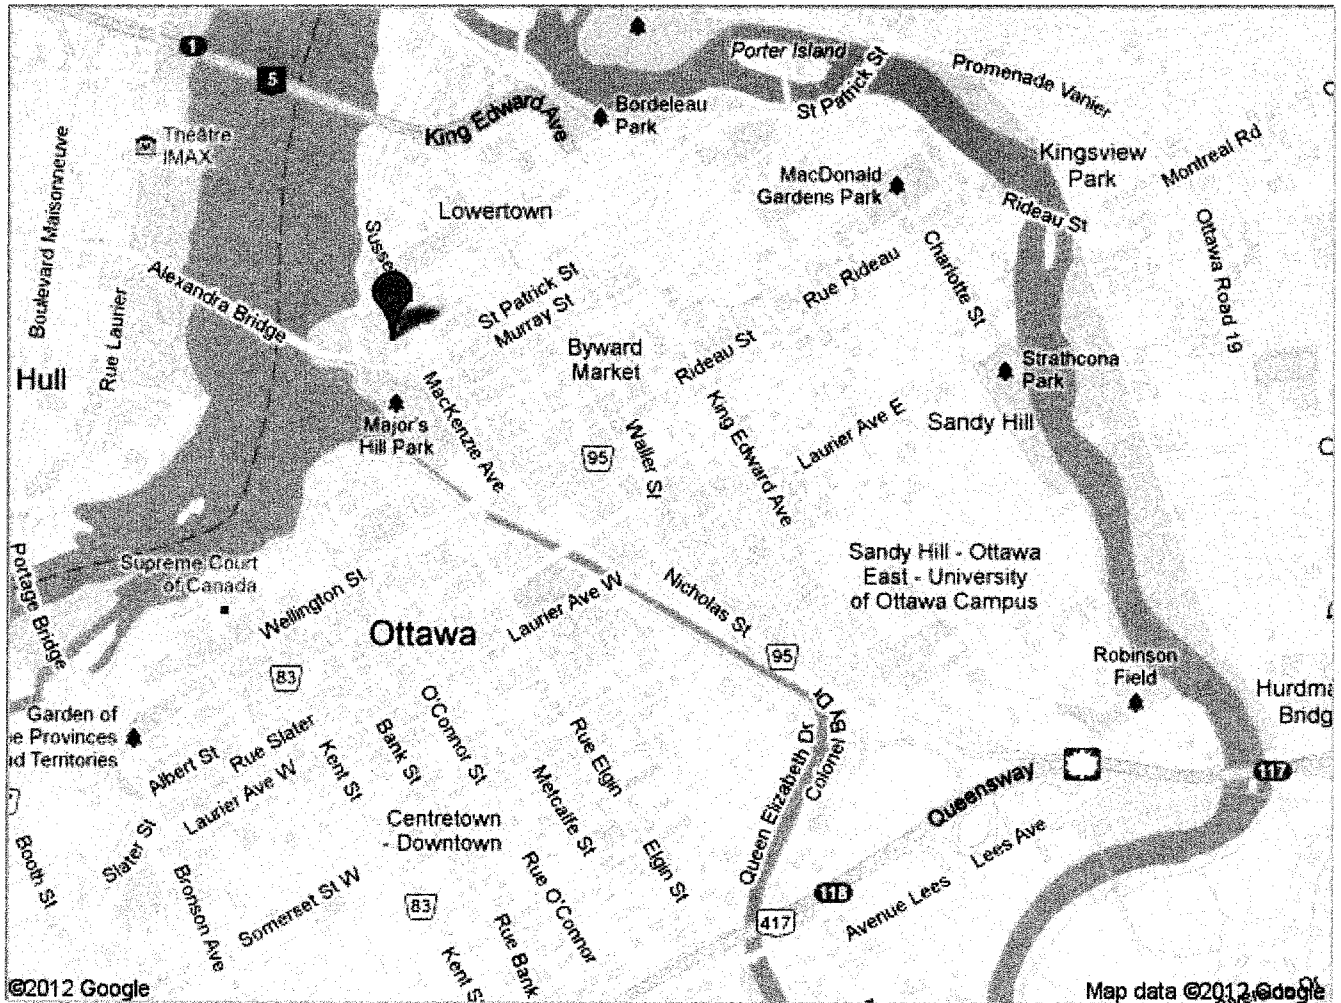 1
5
Porter Island
St Patrick St
Promenade Vanier
Bordeleau
Park
King Edward Ave
Théâtre
IMAX
Boulevard Maisonneuve
Kingsview
Park
Montreal Rd
MacDonald
Gardens Park
Rideau St
Lowertown
Ottawa Road 19
Charlotte St
Rue Rideau
Alexandra Bridge
St Patrick St
Murray St
Rue Laurier
Byward
Market
Rideau St
Strathcona
Park
Hull
MacKenzie Ave
Major's
Hill Park
King Edward Ave
Laurier Ave E
Sandy Hill
Waller St
95
Portage Bridge
Supreme Court
of Canada
Wellington St
Laurier Ave W
Nicholas St
Sandy Hill - Ottawa
East - University
of Ottawa Campus
Ottawa
95
Robinson
Field
83
Garden of
e Provinces
d Territories
Albert St
Rue Slater
Laurier Ave W
Kent St
Bank St
O'Connor St
Rue Elgin
Metcalfe St
Queen Elizabeth Dr
Colonel By Dr
Queensway
117
Centretown
- Downtown
Slater St
Booth St
Bronson Ave
Somerset St W
83
Rue O'Connor
Elgin St
118
417
Avenue Lees
Lees Ave
Kent S
Rue Bank
©2012 Google
Map data ©2012 Google